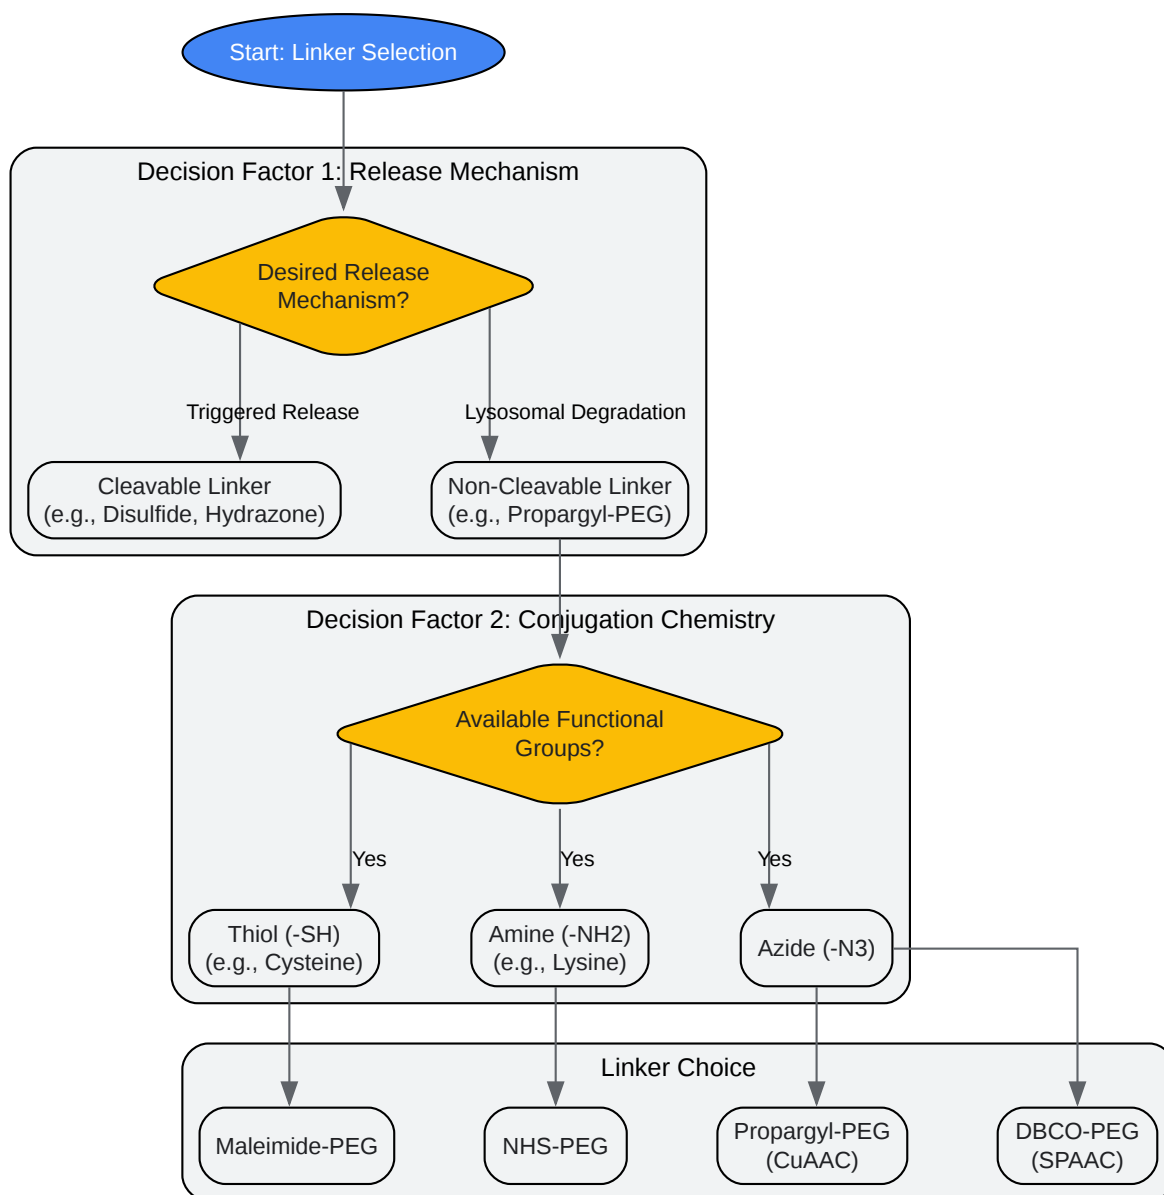 Start: Linker Selection
Decision Factor 1: Release Mechanism
Desired Release
Mechanism?
Triggered Release
Lysosomal Degradation
Cleavable Linker
(e.g., Disulfide, Hydrazone)
Non-Cleavable Linker
(e.g., Propargyl-PEG)
Decision Factor 2: Conjugation Chemistry
Available Functional
Groups?
Yes
Yes
Yes
Thiol (-SH)
(e.g., Cysteine)
Amine (-NH2)
(e.g., Lysine)
Azide (-N3)
Linker Choice
Maleimide-PEG
NHS-PEG
Propargyl-PEG
(CuAAC)
DBCO-PEG
(SPAAC)